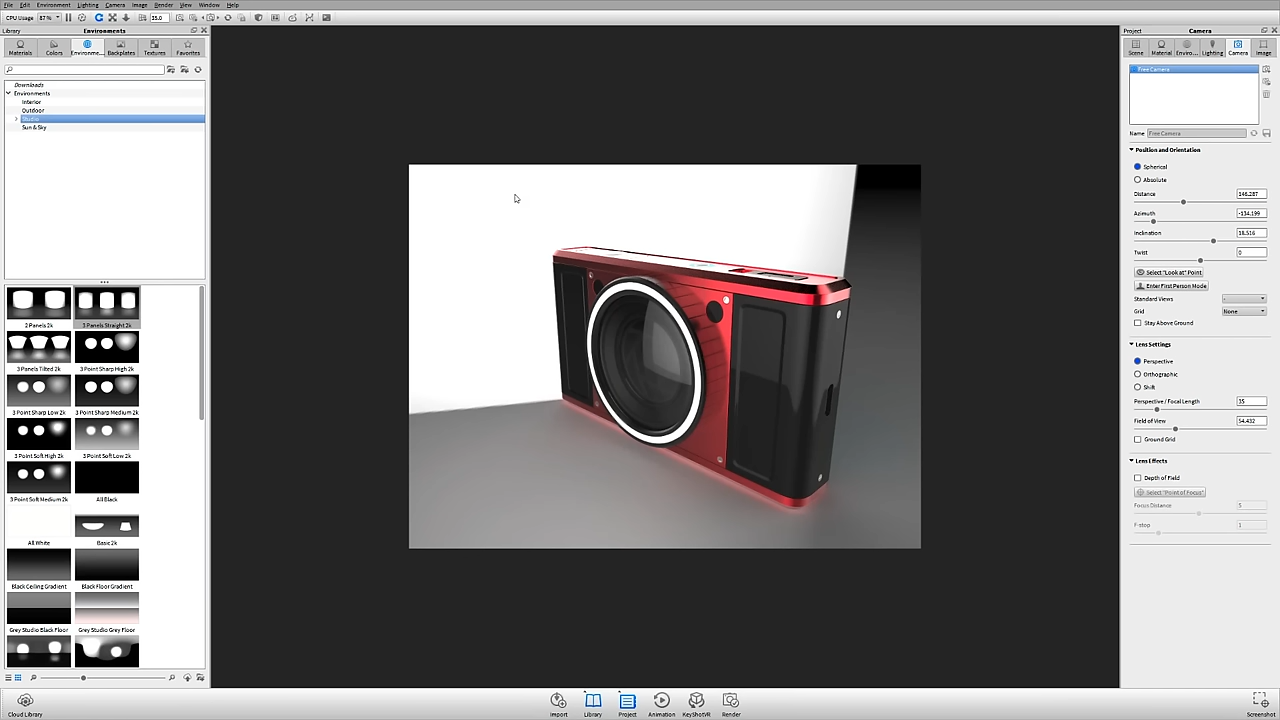 File Edit Environment Lighting Camera Image Render View Window Help
CPU Usage 87% 35.0
Library Environments
Materials Colors Environme... Backplates Textures Favorites
Downloads
Environments
Interior
Outdoor
Studio
Sun & Sky
2 Panels 2k 3 Panels Straight 2k
3 Panels Tilted 2k 3 Point Sharp High 2k
3 Point Sharp Low 2k 3 Point Sharp Medium 2k
3 Point Soft High 2k 3 Point Soft Low 2k
3 Point Soft Medium 2k All Black
All White Basic 2k
Black Ceiling Gradient Black Floor Gradient
Grey Studio Black Floor Grey Studio Grey Floor
Project Camera
Scene Material Enviro... Lighting Camera Image
Free Camera
Name Free Camera
Position and Orientation
Spherical
Absolute
Distance 146.287
Azimuth -134.199
Inclination 18.516
Twist 0
Select "Look at" Point
Enter First Person Mode
Standard Views -
Grid None
Stay Above Ground
Lens Settings
Perspective
Orthographic
Shift
Perspective / Focal Length 35
Field of View 54.432
Ground Grid
Lens Effects
Depth of Field
Select "Point of Focus"
Focus Distance 5
F-stop 1
Cloud Library Import Library Project Animation KeyShotVR Render Screenshot